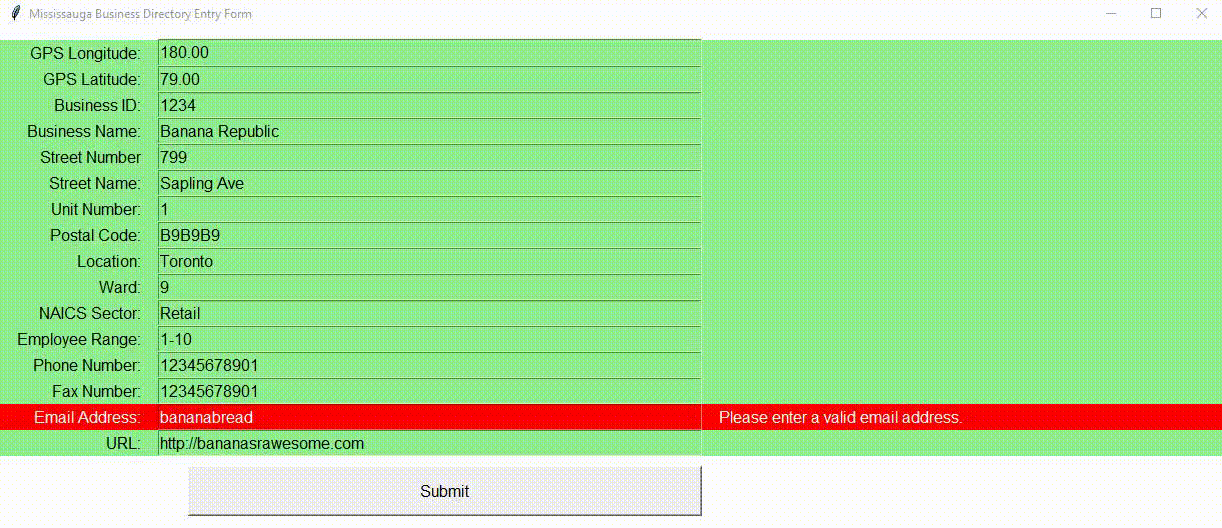 Mississauga Business Directory Entry Form
GPS Longitude: 180.00
GPS Latitude: 79.00
Business ID: 1234
Business Name: Banana Republic
Street Number 799
Street Name: Sapling Ave
Unit Number: 1
Postal Code: B9B9B9
Location: Toronto
Ward: 9
NAICS Sector: Retail
Employee Range: 1-10
Phone Number: 12345678901
Fax Number: 12345678901
Email Address: bananabread Please enter a valid email address.
URL: http://bananasrawesome.com
Submit